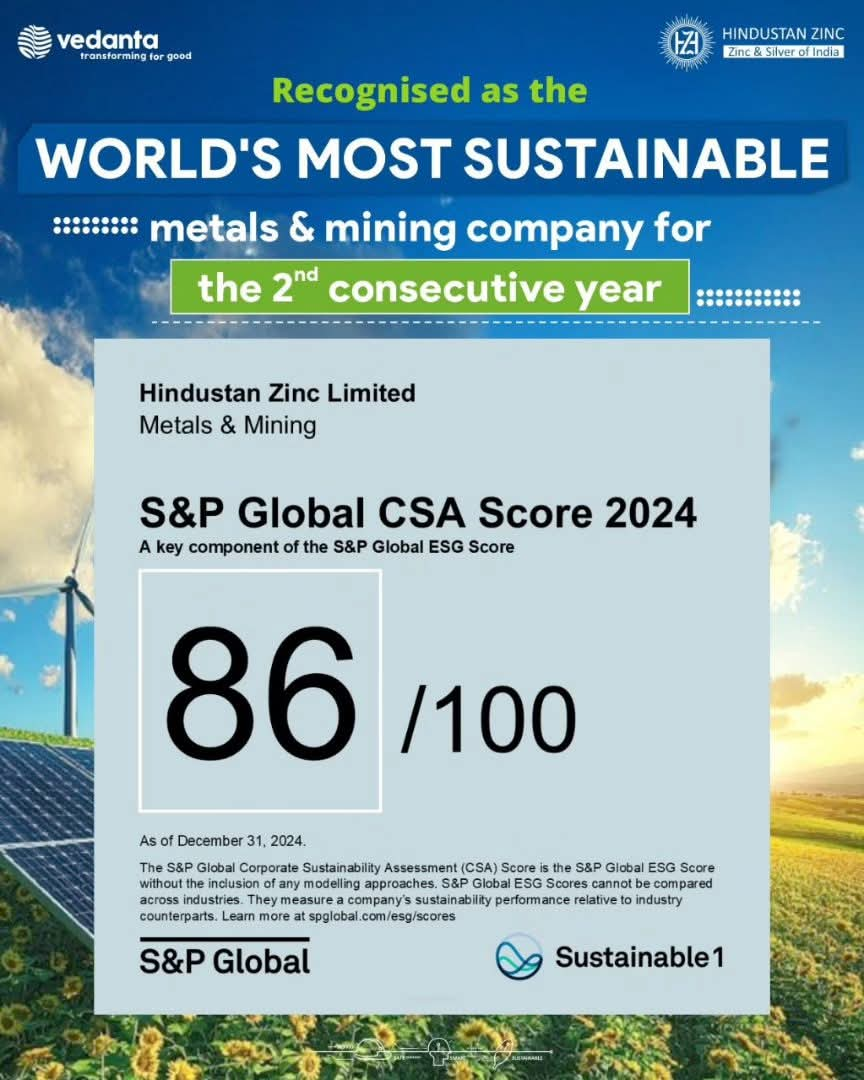 vedanta
transforming for good
HINDUSTAN ZINC
Zinc & Silver of India
Recognised as the
WORLD'S MOST SUSTAINABLE
metals & mining company for
the 2nd consecutive year
Hindustan Zinc Limited
Metals & Mining
S&P Global CSA Score 2024
A key component of the S&P Global ESG Score
86 /100
As of December 31, 2024.
The S&P Global Corporate Sustainability Assessment (CSA) Score is the S&P Global ESG Score
without the inclusion of any modelling approaches. S&P Global ESG Scores cannot be compared
across industries. They measure a company's sustainability performance relative to industry
counterparts. Learn more at spglobal.com/esg/scores
S&P Global
Sustainable1
SAFE SMART SUSTAINABLE